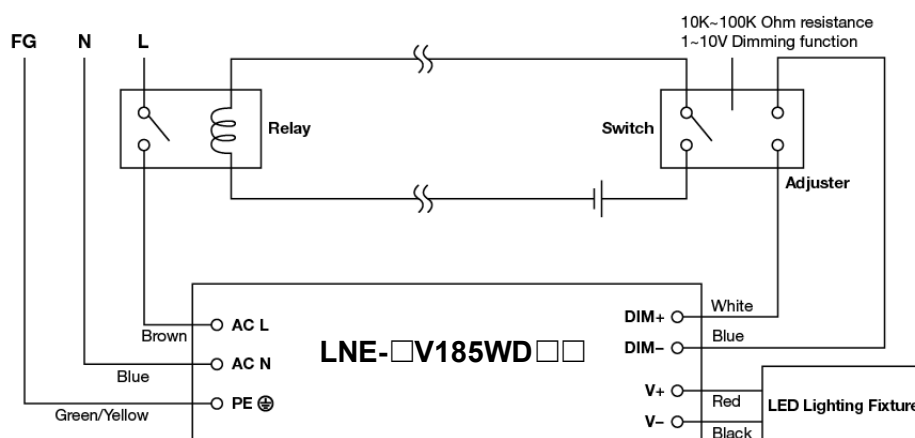 10K~100K Ohm resistance
1~10V Dimming function
FG N L
Relay
Switch
Adjuster
Brown
AC L
Blue
AC N
Green/Yellow
PE
LNE-□V185WD□□
DIM+
White
DIM–
Blue
V+
Red
V–
Black
LED Lighting Fixture